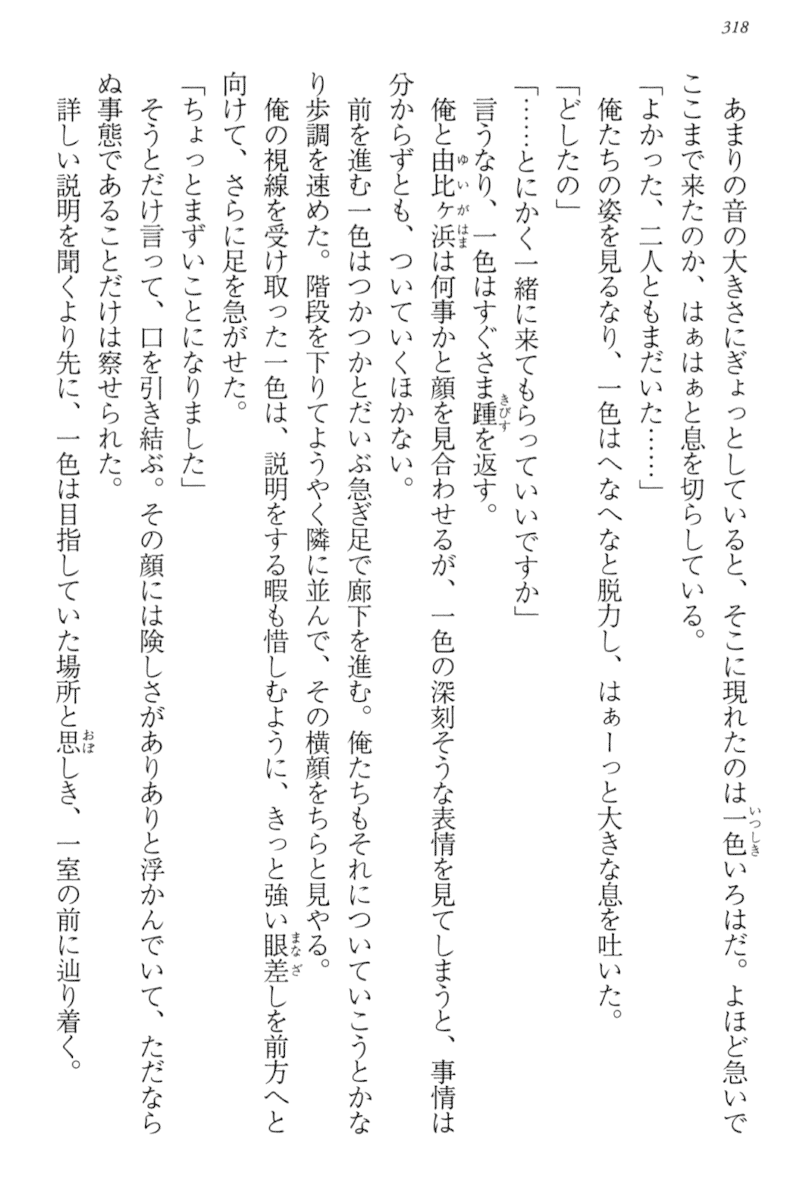 318
あまりの音の大きさにぎょっとしていると、そこに現れたのは一色いろはだ。よほど急いで
ここまで来たのか、はぁはぁと息を切らしている。
「よかった、二人ともまだいた……」
俺たちの姿を見るなり、一色はへなへなと脱力し、はぁーっと大きな息を吐いた。
「どしたの」
「……とにかく一緒に来てもらっていいですか」
言うなり、一色はすぐさま踵を返す。
俺と由比ヶ浜は何事かと顔を見合わせるが、一色の深刻そうな表情を見てしまうと、事情は
分からずとも、ついていくほかない。
前を進む一色はつかつかとだいぶ急ぎ足で廊下を進む。俺たちもそれについていこうとかな
り歩調を速めた。階段を下りてようやく隣に並んで、その横顔をちらと見やる。
俺の視線を受け取った一色は、説明をする暇も惜しむように、きっと強い眼差しを前方へと
向けて、さらに足を急がせた。
「ちょっとまずいことになりました」
そうとだけ言って、口を引き結ぶ。その顔には険しさがありありと浮かんでいて、ただなら
ぬ事態であることだけは察せられた。
詳しい説明を聞くより先に、一色は目指していた場所と思しき、一室の前に辿り着く。